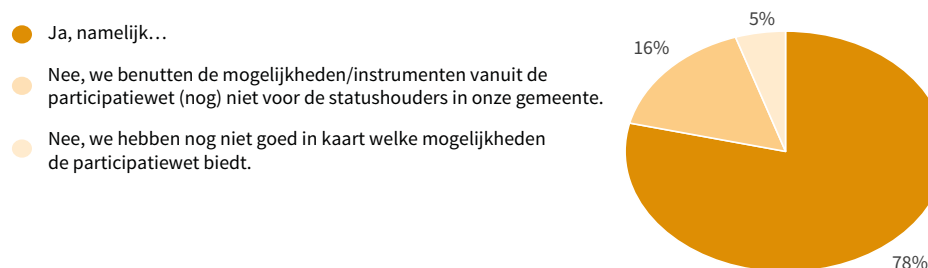 Ja, namelijk…
Nee, we benutten de mogelijkheden/instrumenten vanuit de
participatiewet (nog) niet voor de statushouders in onze gemeente.
Nee, we hebben nog niet goed in kaart welke mogelijkheden
de participatiewet biedt.
5%
16%
78%